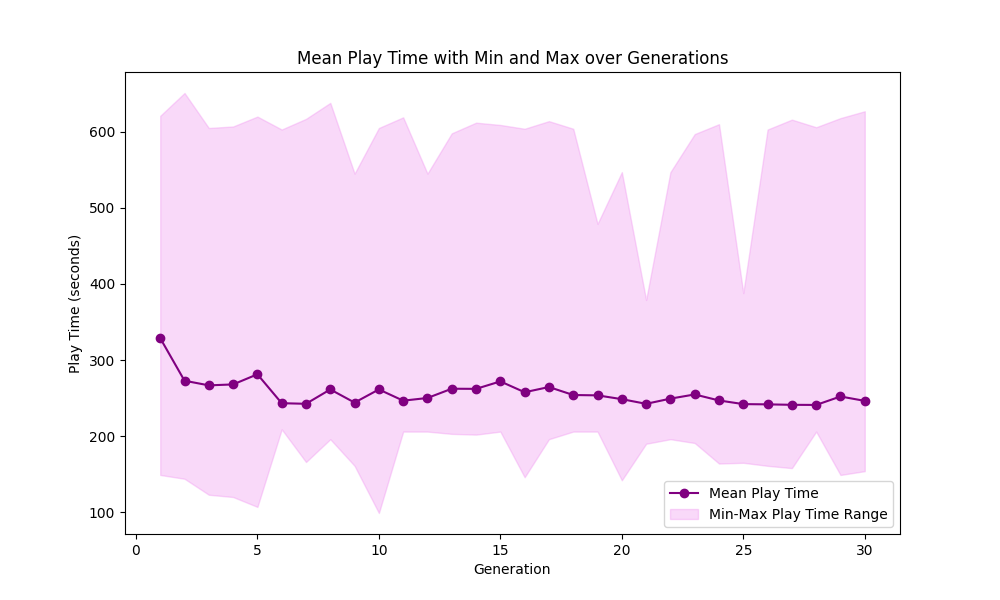 Mean Play Time with Min and Max over Generations
Play Time (seconds)
600
500
400
300
200
100
0
5
10
15
20
25
30
Generation
Mean Play Time
Min-Max Play Time Range